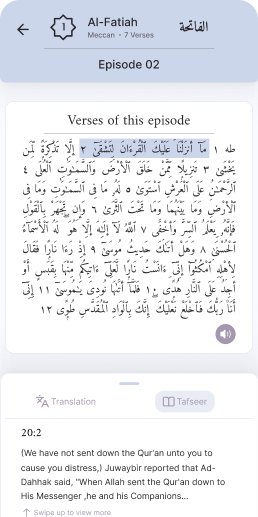 1
Al-Fatiah
Meccan • 7 Verses
الفاتحة
Episode 02
Verses of this episode
طه ١ مَآ أَنزَلْنَا عَلَيْكَ ٱلْقُرْءَانَ لِتَشْقَىٰٓ ٢ إِلَّا تَذْكِرَةً لِّمَن
يَخْشَىٰ ٣ تَنزِيلًا مِّمَّنْ خَلَقَ ٱلْأَرْضَ وَٱلسَّمَٰوَٰتِ ٱلْعُلَى ٤
ٱلرَّحْمَٰنُ عَلَى ٱلْعَرْشِ ٱسْتَوَىٰ ٥ لَهُۥ مَا فِى ٱلسَّمَٰوَٰتِ وَمَا فِى
ٱلْأَرْضِ وَمَا بَيْنَهُمَا وَمَا تَحْتَ ٱلثَّرَىٰ ٦ وَإِن تَجْهَرْ بِٱلْقَوْلِ
فَإِنَّهُۥ يَعْلَمُ ٱلسِّرَّ وَأَخْفَى ٧ ٱللَّهُ لَآ إِلَٰهَ إِلَّا هُوَ ۖ لَهُ ٱلْأَسْمَآءُ
ٱلْحُسْنَىٰ ٨ وَهَلْ أَتَىٰكَ حَدِيثُ مُوسَىٰٓ ٩ إِذْ رَءَا نَارًا فَقَالَ
لِأَهْلِهِ ٱمْكُثُوٓا۟ إِنِّىٓ ءَانَسْتُ نَارًا لَّعَلِّىٓ ءَاتِيكُم مِّنْهَا بِقَبَسٍ أَوْ
أَجِدُ عَلَى ٱلنَّارِ هُدًى ١٠ فَلَمَّآ أَتَىٰهَا نُودِىَ يَٰمُوسَىٰٓ ١١ إِنِّىٓ
أَنَا۠ رَبُّكَ فَٱخْلَعْ نَعْلَيْكَ ۖ إِنَّكَ بِٱلْوَادِ ٱلْمُقَدَّسِ طُوًى ١٢
Translation
Tafseer
20:2
(We have not sent down the Qur'an unto you to
cause you distress,) Juwaybir reported that Ad-
Dahhak said, "When Allah sent the Qur'an down to
His Messenger ,he and his Companions...
Swipe up to view more